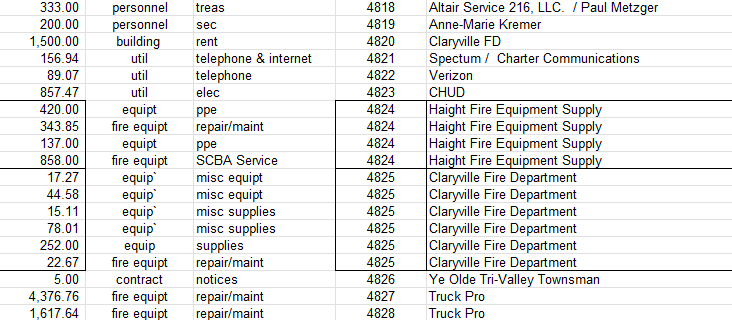 333.00 personnel treas 4818 Altair Service 216, LLC. / Paul Metzger
200.00 personnel sec 4819 Anne-Marie Kremer
1,500.00 building rent 4820 Claryville FD
156.94 util telephone & internet 4821 Spectum / Charter Communications
89.07 util telephone 4822 Verizon
857.47 util elec 4823 CHUD
420.00 equipt ppe 4824 Haight Fire Equipment Supply
343.85 fire equipt repair/maint 4824 Haight Fire Equipment Supply
137.00 equipt ppe 4824 Haight Fire Equipment Supply
858.00 fire equipt SCBA Service 4824 Haight Fire Equipment Supply
17.27 equip` misc equipt 4825 Claryville Fire Department
44.58 equip` misc equipt 4825 Claryville Fire Department
15.11 equip` misc supplies 4825 Claryville Fire Department
78.01 equip` misc supplies 4825 Claryville Fire Department
252.00 equip supplies 4825 Claryville Fire Department
22.67 fire equipt repair/maint 4825 Claryville Fire Department
5.00 contract notices 4826 Ye Olde Tri-Valley Townsman
4,376.76 fire equipt repair/maint 4827 Truck Pro
1,617.64 fire equipt repair/maint 4828 Truck Pro